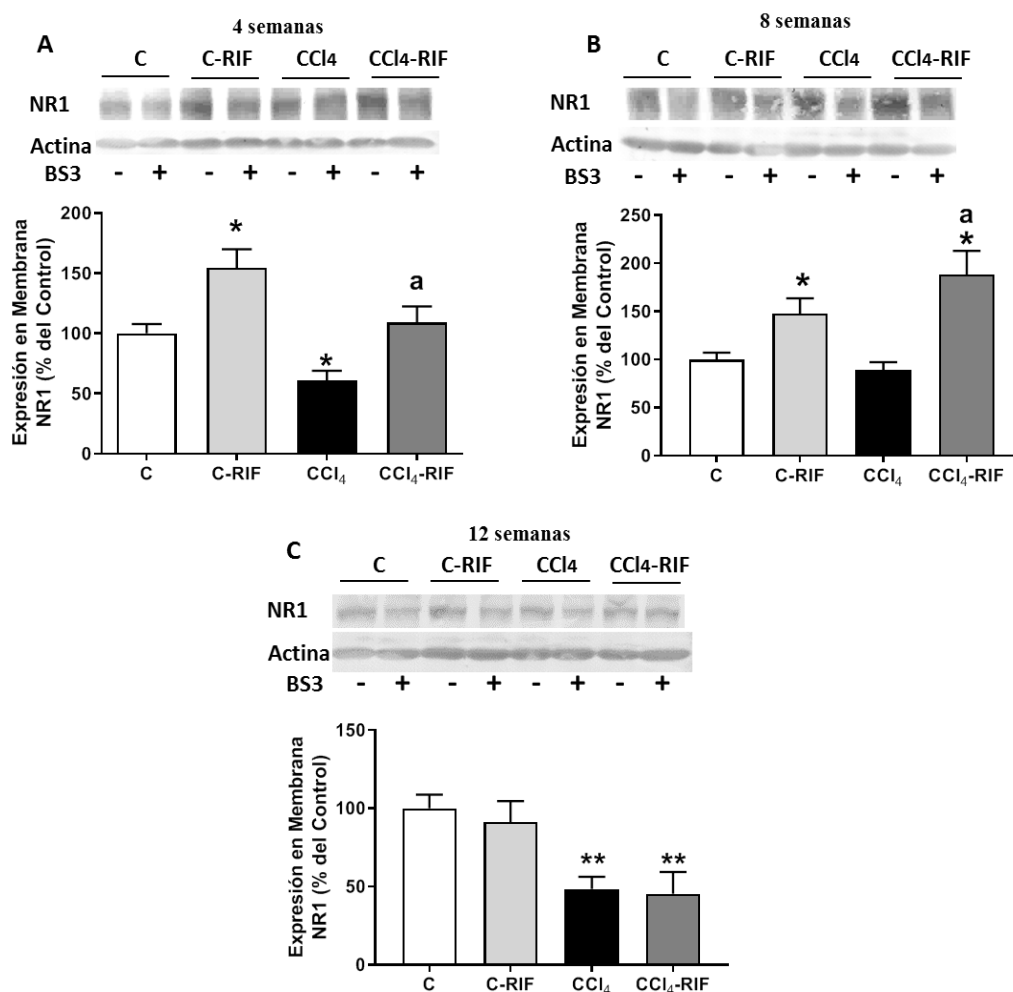 4 semanas
A
C C-RIF CCl4 CCl4-RIF
NR1
Actina
BS3 - + - + - + - +
Expresión en Membrana
NR1 (% del Control)
200
150
100
50
0
*
*
a
C C-RIF CCl₄ CCl₄-RIF
8 semanas
B
C C-RIF CCl4 CCl4-RIF
NR1
Actina
BS3 - + - + - + - +
Expresión en Membrana
NR1 (% del Control)
250
200
150
100
50
0
*
a
*
C C-RIF CCl₄ CCl₄-RIF
12 semanas
C
C C-RIF CCl4 CCl4-RIF
NR1
Actina
BS3 - + - + - + - +
Expresión en Membrana
NR1 (% del Control)
150
100
50
0
** **
C C-RIF CCl₄ CCl₄-RIF